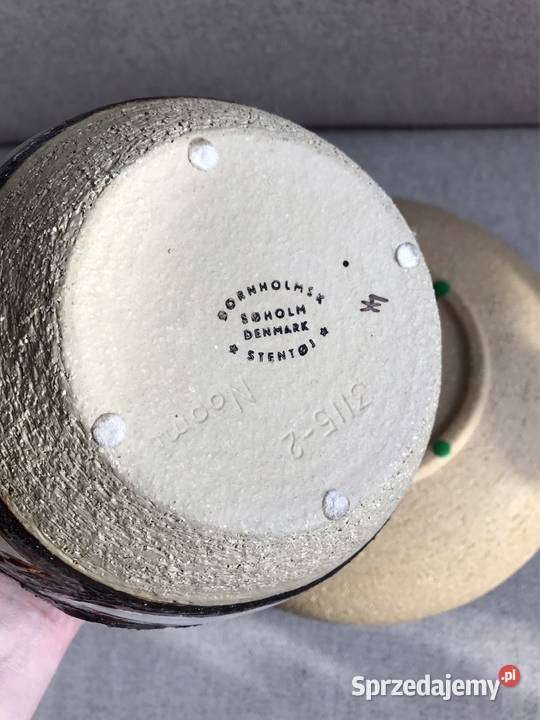 BORNHOLMSK
SØHOLM
DENMARK
* STENTØJ *
3115-2
Noomi
Sprzedajemy.pl